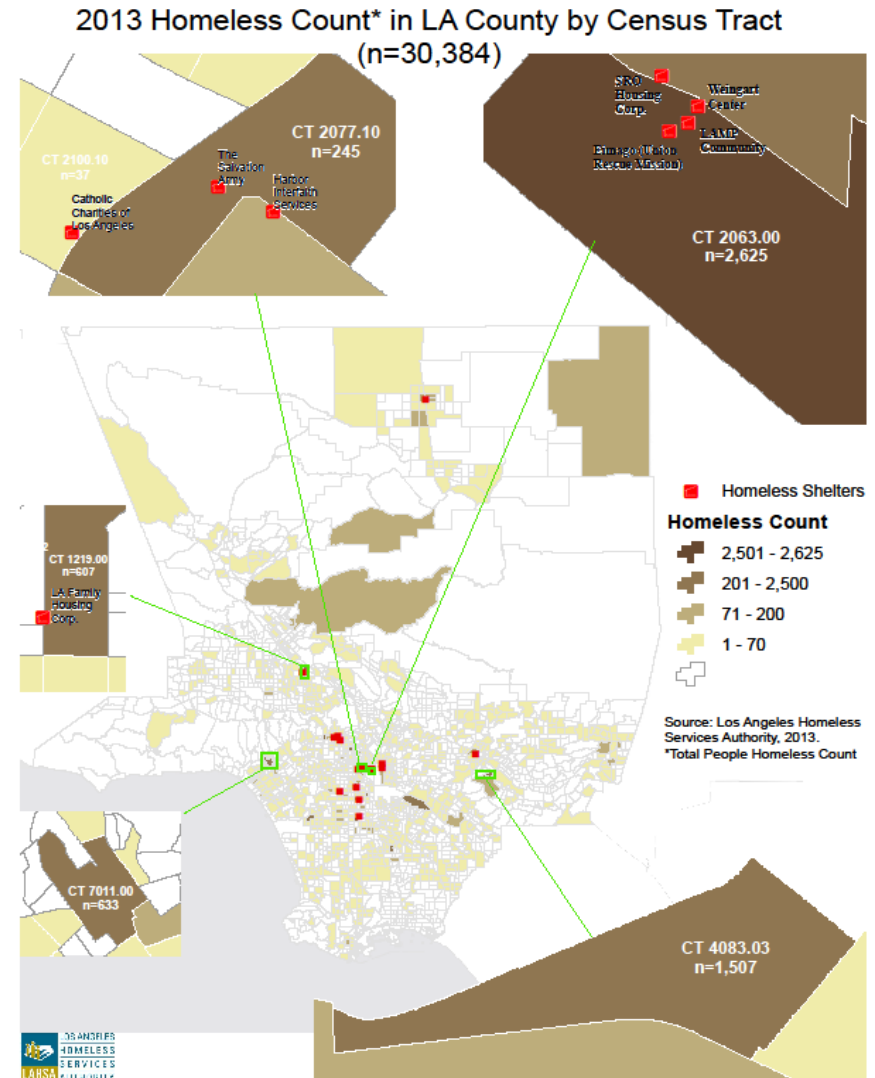 2013 Homeless Count* in LA County by Census Tract
(n=30,384)
CT 2100.10
n=37
Catholic
Charities of
Los Angeles
The
Salvation
Army
Harbor
Interfaith
Services
CT 2077.10
n=245
SRO
Housing
Corp.
Weingart
Center
LAMP
Community
Eimago (Union
Rescue Mission)
CT 2063.00
n=2,625
2
CT 1219.00
n=607
LA Family
Housing
Corp.
Homeless Shelters
Homeless Count
2,501 - 2,625
201 - 2,500
71 - 200
1 - 70
Source: Los Angeles Homeless
Services Authority, 2013.
*Total People Homeless Count
CT 7011.00
n=633
CT 4083.03
n=1,507
LOS ANGELES
HOMELESS
SERVICES
AUTHORITY
LAHSA